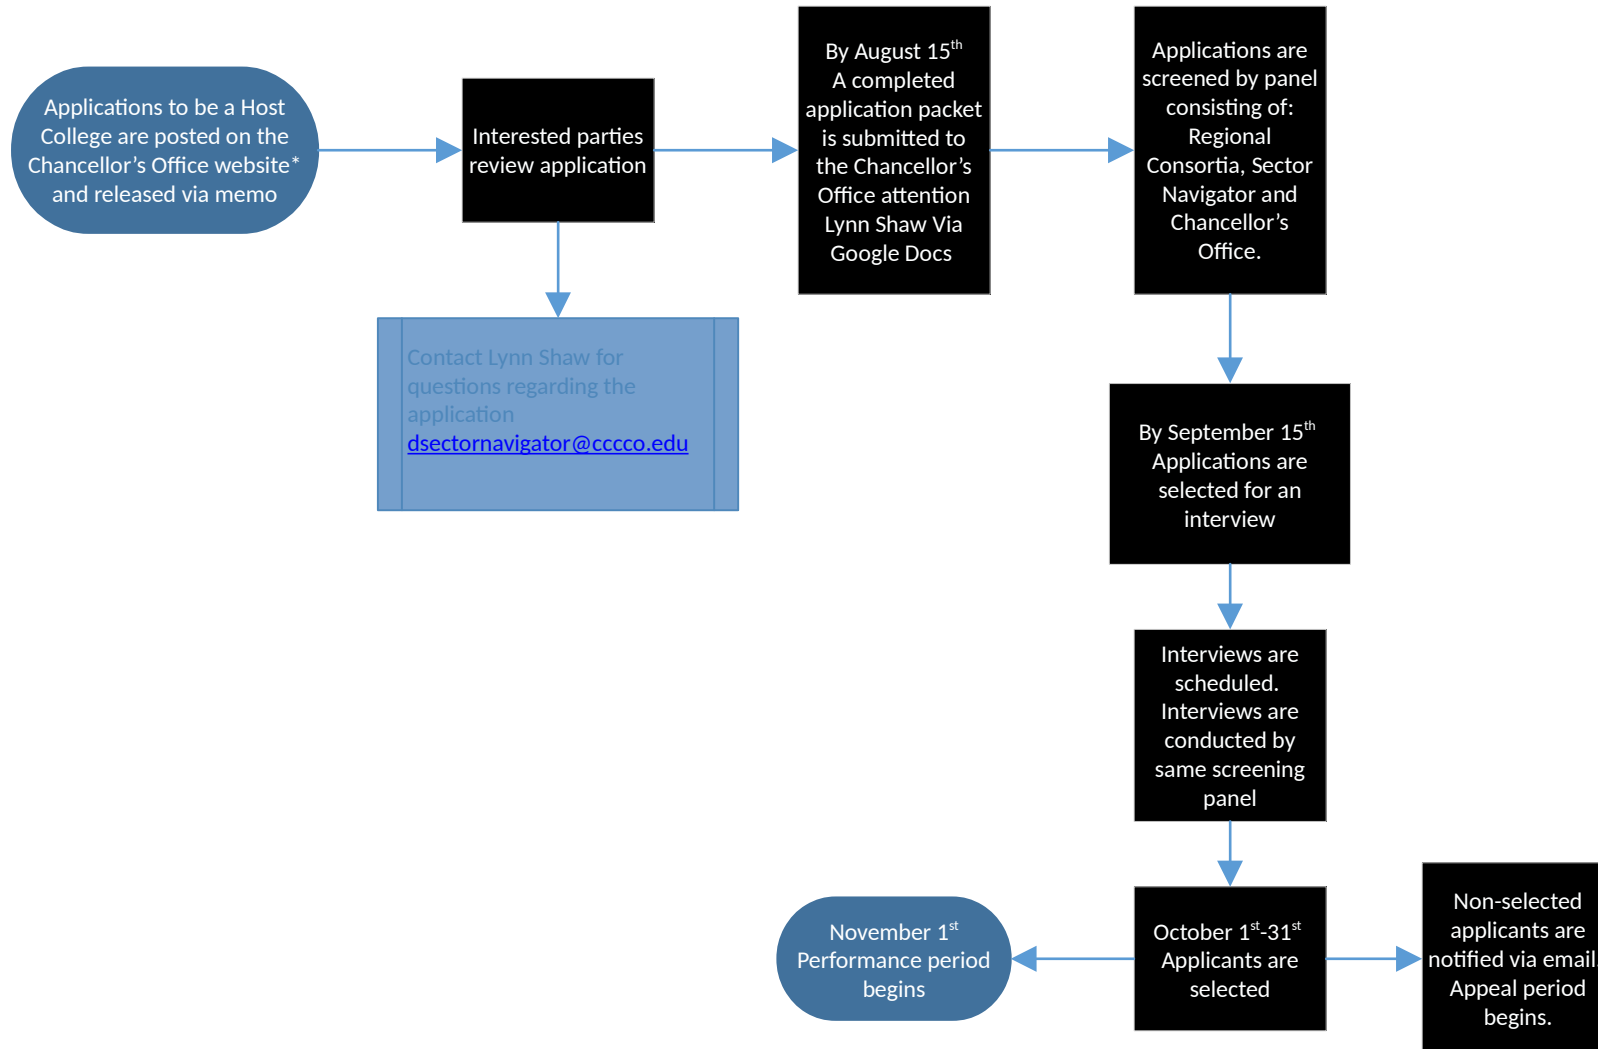 Applications to be a Host
College are posted on the
Chancellor’s Office website*
and released via memo
Interested parties
review application
By August 15th
A completed
application packet
is submitted to
the Chancellor’s
Office attention
Lynn Shaw Via
Google Docs
Applications are
screened by panel
consisting of:
Regional
Consortia, Sector
Navigator and
Chancellor’s
Office.
Contact Lynn Shaw for
questions regarding the
application
dsectornavigator@cccco.edu
By September 15th
Applications are
selected for an
interview
Interviews are
scheduled.
Interviews are
conducted by
same screening
panel
November 1st
Performance period
begins
October 1st-31st
Applicants are
selected
Non-selected
applicants are
notified via email.
Appeal period
begins.